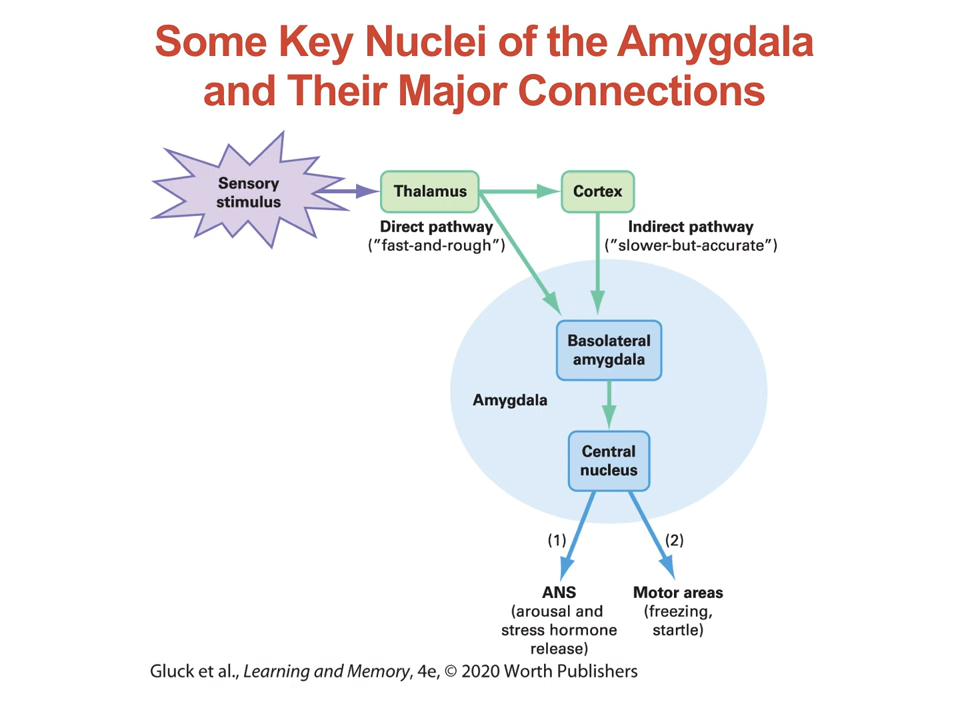 Some Key Nuclei of the Amygdala
and Their Major Connections
Sensory
stimulus
Thalamus
Cortex
Direct pathway
("fast-and-rough")
Indirect pathway
("slower-but-accurate")
Basolateral
amygdala
Amygdala
Central
nucleus
(1)
(2)
ANS
(arousal and
stress hormone
release)
Motor areas
(freezing,
startle)
Gluck et al., Learning and Memory, 4e, © 2020 Worth Publishers